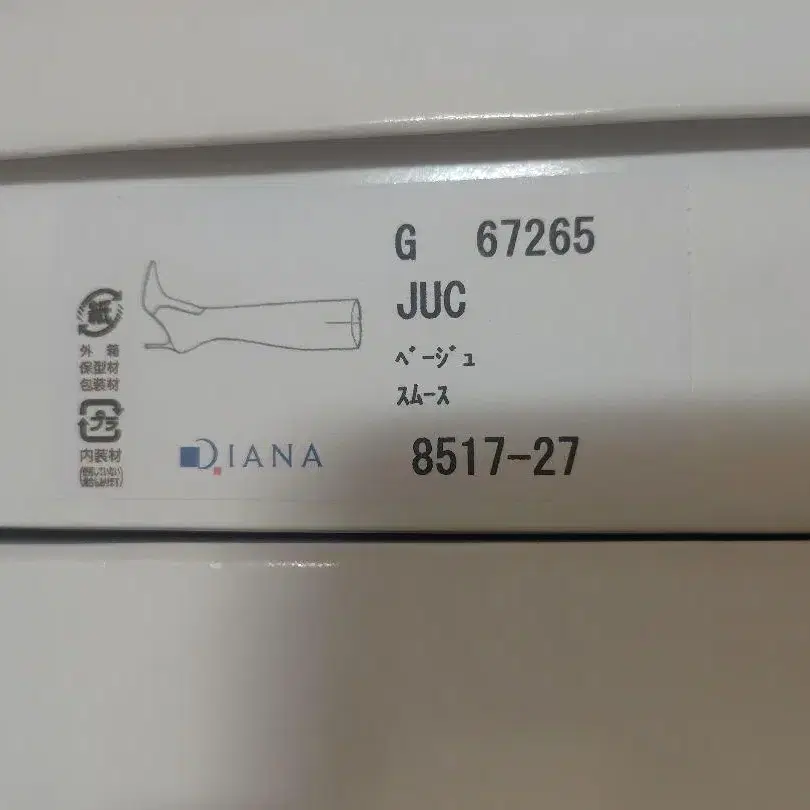 G 67265
JUC
ﾍﾞｰｼﾞｭ
ｽﾑｰｽ
8517-27
紙
外箱
保型材
包装材
プラ
内装材
DIANA